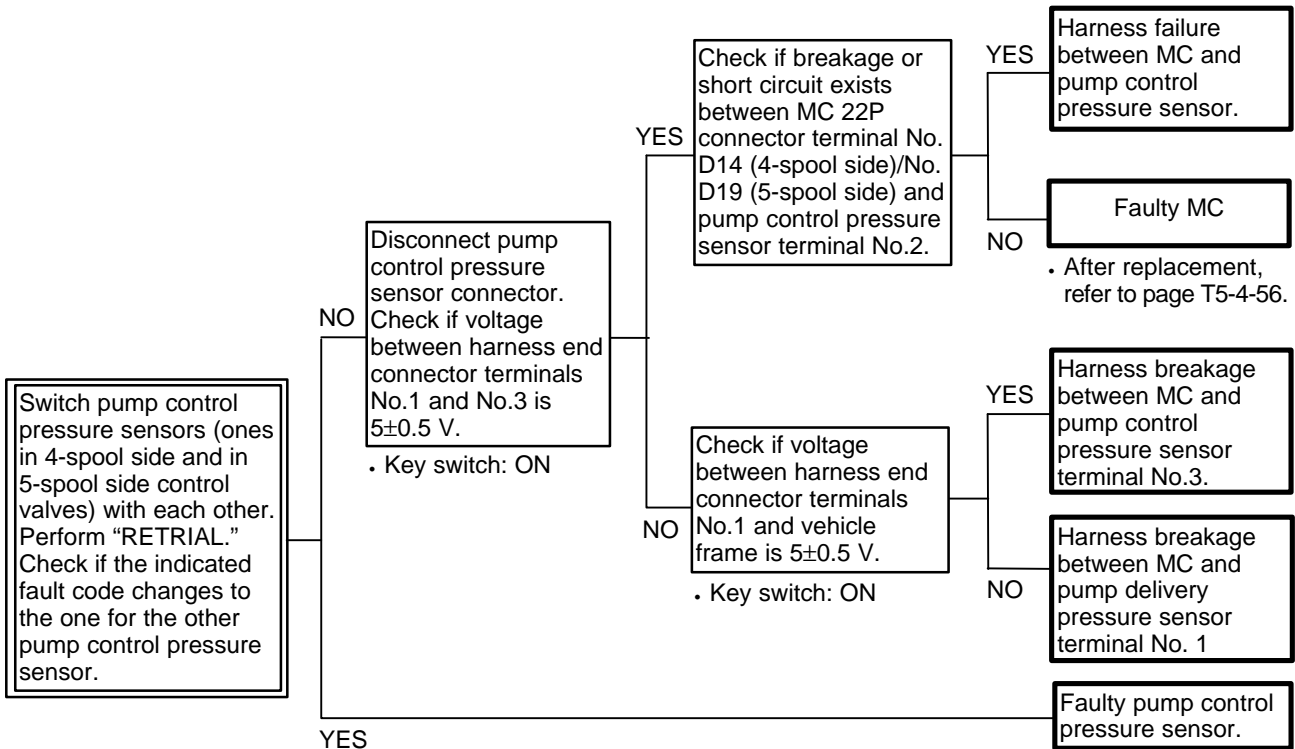 Switch pump control
pressure sensors (ones
in 4-spool side and in
5-spool side control
valves) with each other.
Perform “RETRIAL.”
Check if the indicated
fault code changes to
the one for the other
pump control pressure
sensor.
NO
Disconnect pump
control pressure
sensor connector.
Check if voltage
between harness end
connector terminals
No.1 and No.3 is
5±0.5 V.
• Key switch: ON
YES
Check if breakage or
short circuit exists
between MC 22P
connector terminal No.
D14 (4-spool side)/No.
D19 (5-spool side) and
pump control pressure
sensor terminal No.2.
YES
Harness failure
between MC and
pump control
pressure sensor.
NO
Faulty MC
• After replacement,
refer to page T5-4-56.
NO
Check if voltage
between harness end
connector terminals
No.1 and vehicle
frame is 5±0.5 V.
• Key switch: ON
YES
Harness breakage
between MC and
pump control
pressure sensor
terminal No.3.
NO
Harness breakage
between MC and
pump delivery
pressure sensor
terminal No. 1
YES
Faulty pump control
pressure sensor.